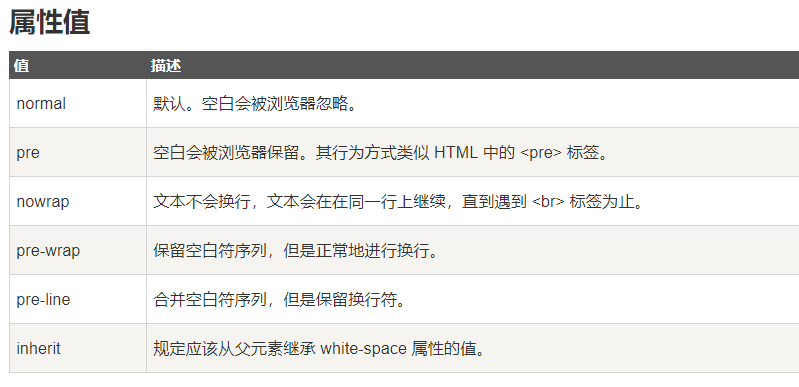 属性值
值 描述
normal 默认。空白会被浏览器忽略。
pre 空白会被浏览器保留。其行为方式类似 HTML 中的 <pre> 标签。
nowrap 文本不会换行，文本会在在同一行上继续，直到遇到 <br> 标签为止。
pre-wrap 保留空白符序列，但是正常地进行换行。
pre-line 合并空白符序列，但是保留换行符。
inherit 规定应该从父元素继承 white-space 属性的值。